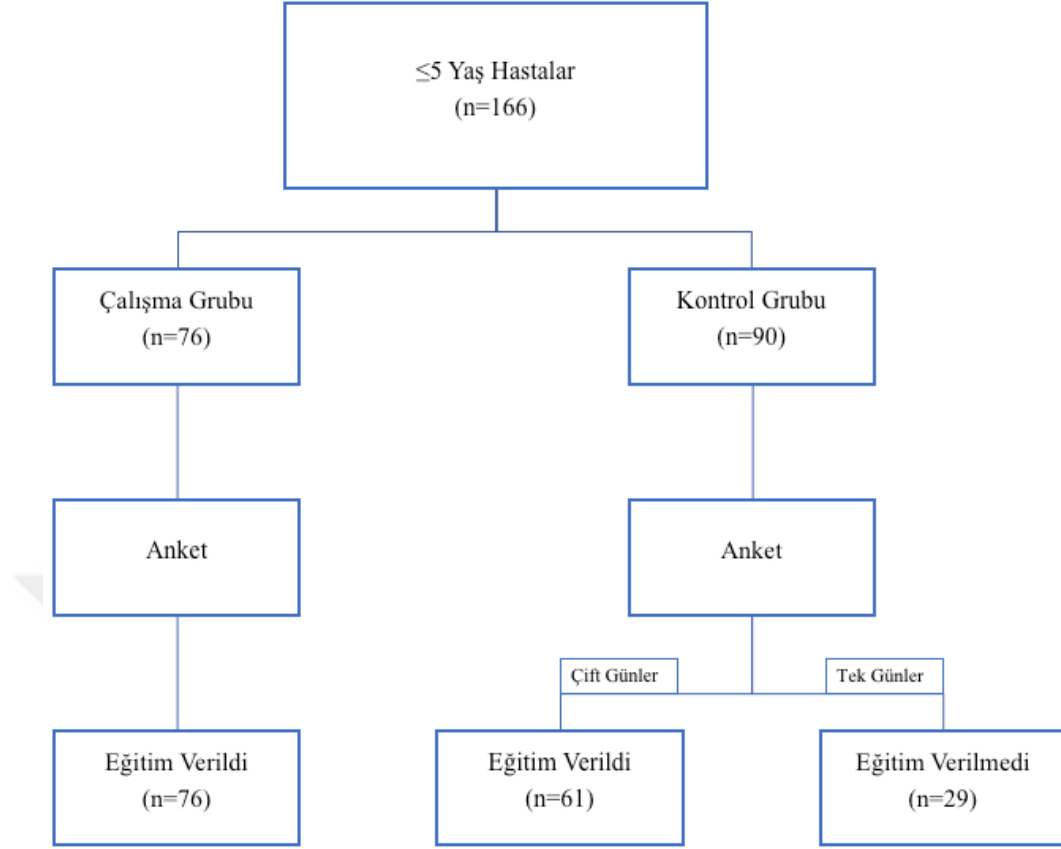 ≤5 Yaş Hastalar
(n=166)
Çalışma Grubu
(n=76)
Kontrol Grubu
(n=90)
Anket
Anket
Çift Günler
Tek Günler
Eğitim Verildi
(n=76)
Eğitim Verildi
(n=61)
Eğitim Verilmedi
(n=29)